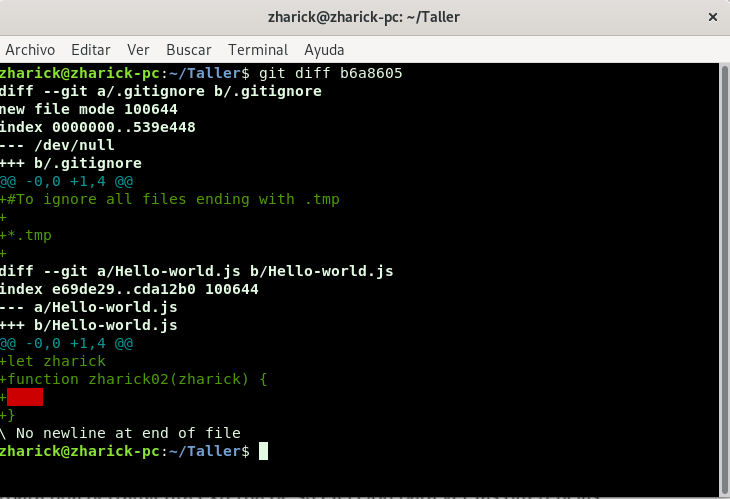 zharick@zharick-pc: ~/Taller
Archivo Editar Ver Buscar Terminal Ayuda
zharick@zharick-pc:~/Taller$ git diff b6a8605
diff --git a/.gitignore b/.gitignore
new file mode 100644
index 0000000..539e448
--- /dev/null
+++ b/.gitignore
@@ -0,0 +1,4 @@
+#To ignore all files ending with .tmp
+
+*.tmp
+
diff --git a/Hello-world.js b/Hello-world.js
index e69de29..cda12b0 100644
--- a/Hello-world.js
+++ b/Hello-world.js
@@ -0,0 +1,4 @@
+let zharick
+function zharick02(zharick) {
+
+}
\ No newline at end of file
zharick@zharick-pc:~/Taller$